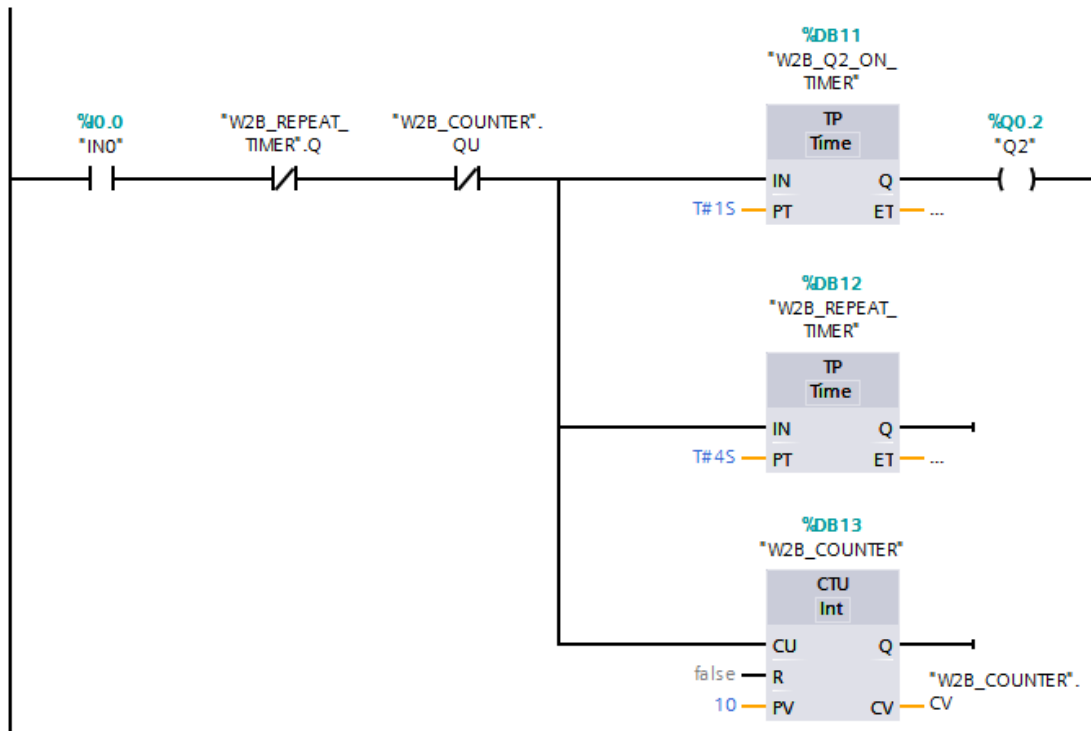 %DB11
"W2B_Q2_ON_
TIMER"
%I0.0
"IN0"
"W2B_REPEAT_
TIMER".Q
"W2B_COUNTER".
QU
TP
Time
%Q0.2
"Q2"
IN Q
T#1S PT ET ...
%DB12
"W2B_REPEAT_
TIMER"
TP
Time
IN Q
T#4S PT ET ...
%DB13
"W2B_COUNTER"
CTU
Int
CU Q
false R
10 PV CV
"W2B_COUNTER".
CV